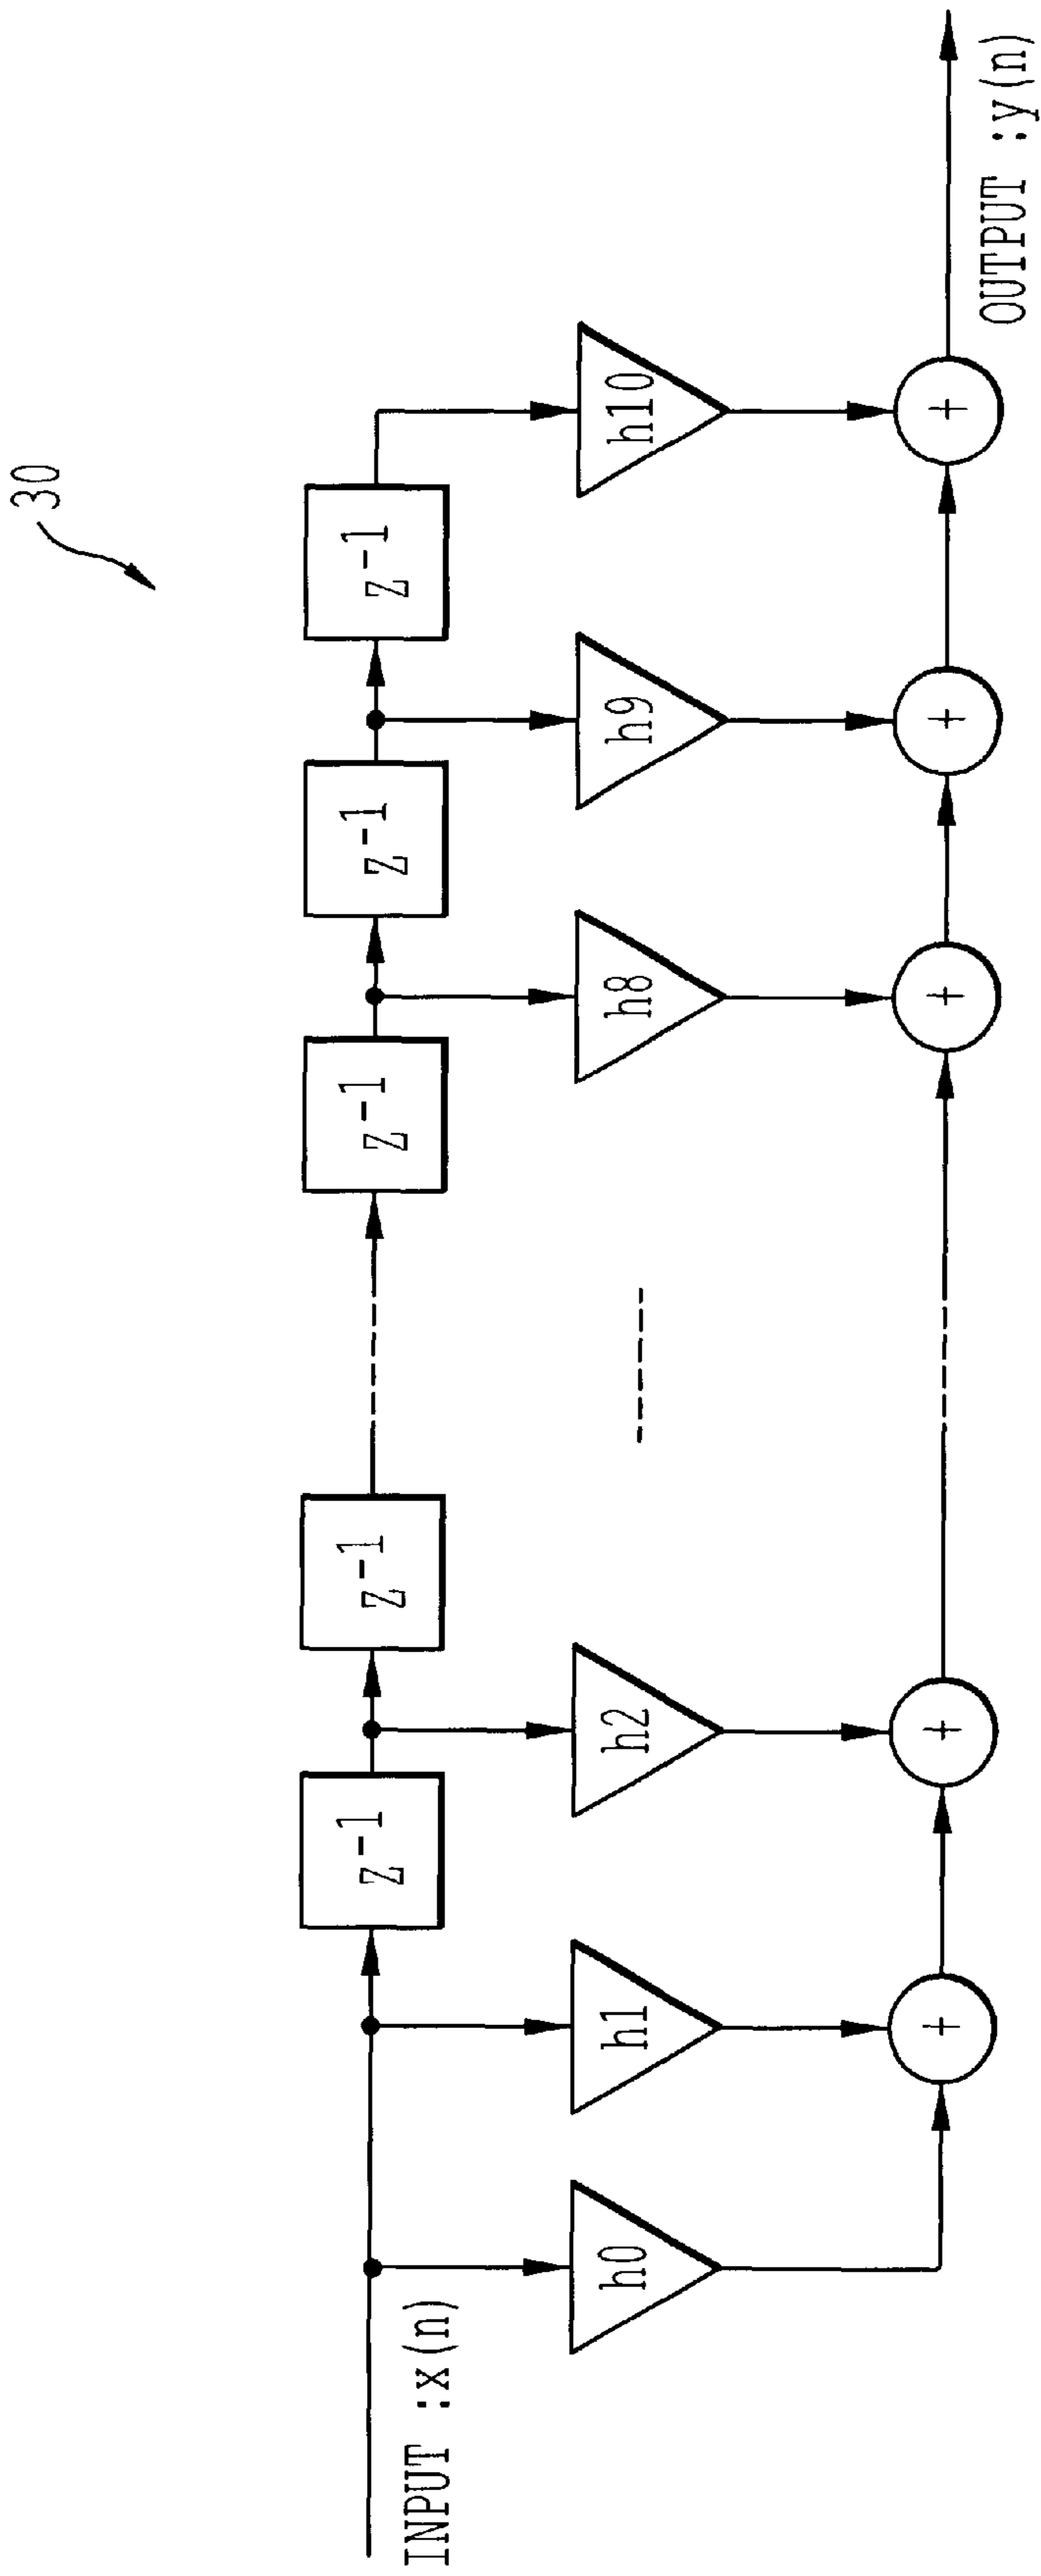 30
INPUT :x(n)
z⁻¹
z⁻¹
z⁻¹
z⁻¹
z⁻¹
h0
h1
h2
h8
h9
h10
+
+
+
+
+
OUTPUT :y(n)